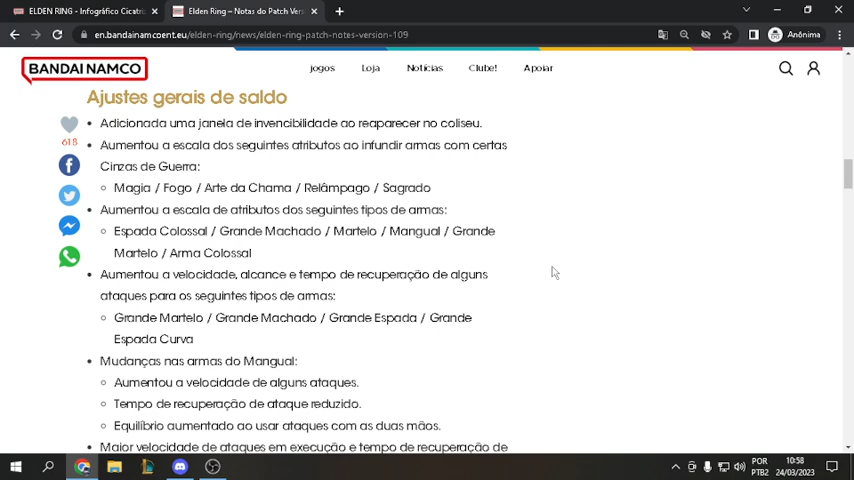 ELDEN RING - Infográfico Cicatri
Elden Ring – Notas do Patch Vers
en.bandainamcoent.eu/elden-ring/news/elden-ring-patch-notes-version-109
Anônima
BANDAI NAMCO
jogos
Loja
Notícias
Clube!
Apoiar
Ajustes gerais de saldo
618
Adicionada uma janela de invencibilidade ao reaparecer no coliseu.
Aumentou a escala dos seguintes atributos ao infundir armas com certas
Cinzas de Guerra:
Magia / Fogo / Arte da Chama / Relâmpago / Sagrado
Aumentou a escala de atributos dos seguintes tipos de armas:
Espada Colossal / Grande Machado / Martelo / Mangual / Grande
Martelo / Arma Colossal
Aumentou a velocidade, alcance e tempo de recuperação de alguns
ataques para os seguintes tipos de armas:
Grande Martelo / Grande Machado / Grande Espada / Grande
Espada Curva
Mudanças nas armas do Mangual:
Aumentou a velocidade de alguns ataques.
Tempo de recuperação de ataque reduzido.
Equilíbrio aumentado ao usar ataques com as duas mãos.
Maior velocidade de ataques em execução e tempo de recuperação de
POR
PTB2
10:58
24/03/2023